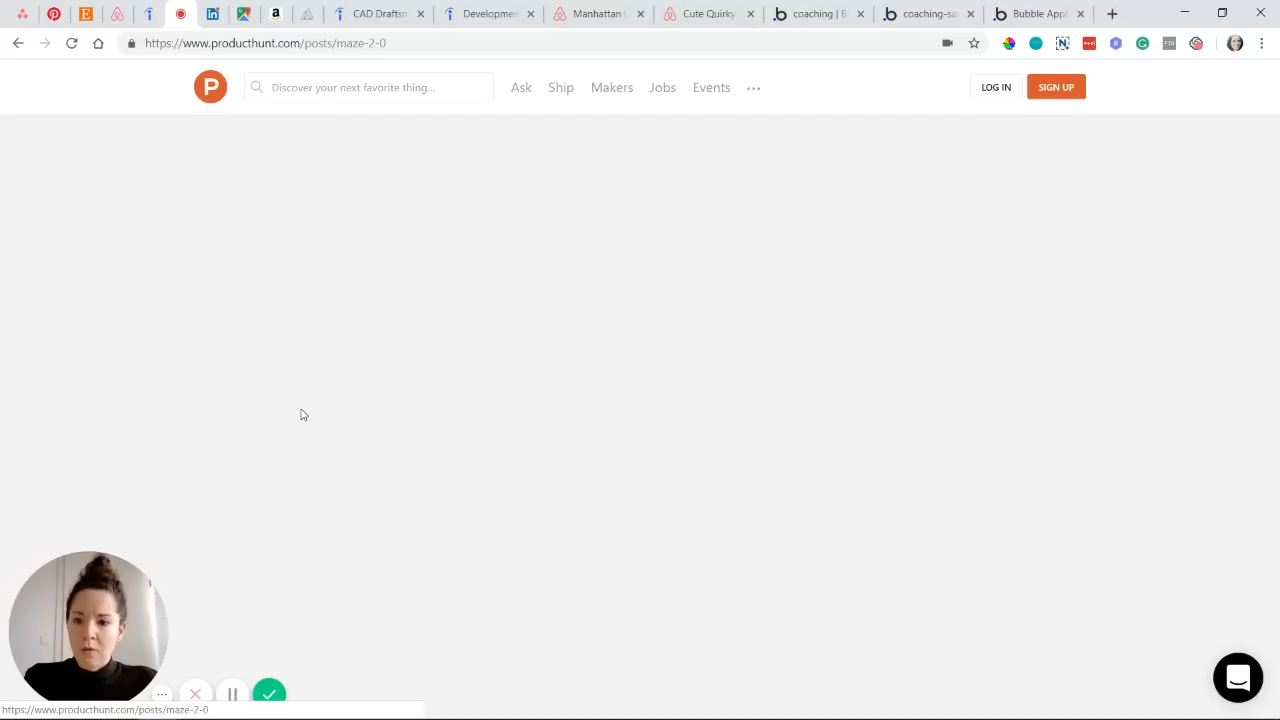 CAD Draftsm
Developmen
Manhattan L
Cute Quirky
coaching | B
coaching-sa
Bubble Appl
https://www.producthunt.com/posts/maze-2-0
P
Discover your next favorite thing...
Ask
Ship
Makers
Jobs
Events
LOG IN
SIGN UP
https://www.producthunt.com/posts/maze-2-0